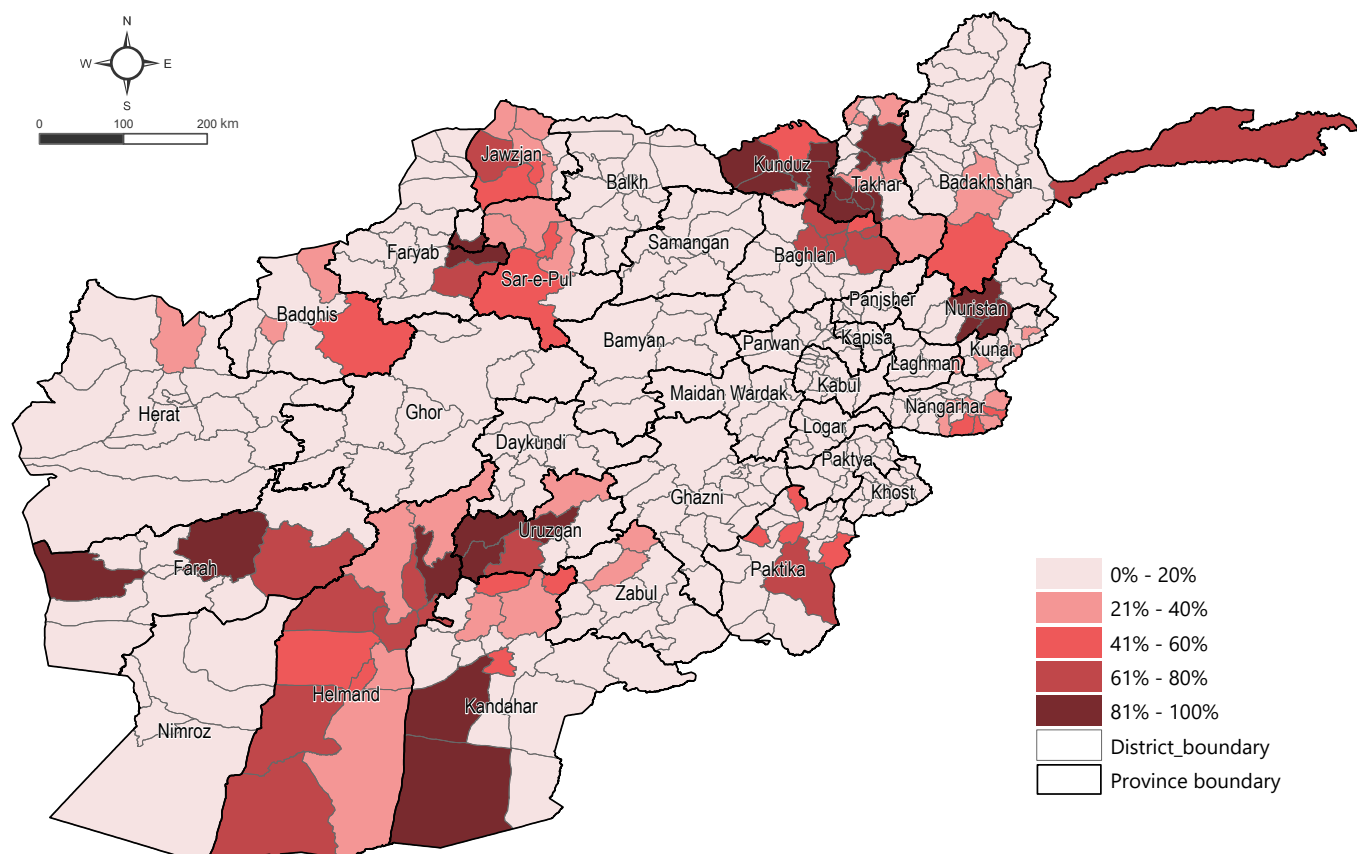 N
W E
S
0 100 200 km
Jawzjan
Balkh
Kunduz
Takhar
Badakhshan
Faryab
Samangan
Baghlan
Sar-e-Pul
Badghis
Panjsher
Nuristan
Bamyan
Parwan
Kapisa
Kunar
Laghman
Maidan Wardak
Kabul
Herat
Ghor
Nangarhar
Logar
Daykundi
Paktya
Ghazni
Khost
Uruzgan
Farah
Paktika
Zabul
Helmand
Kandahar
Nimroz
0% - 20%
21% - 40%
41% - 60%
61% - 80%
81% - 100%
District_boundary
Province boundary